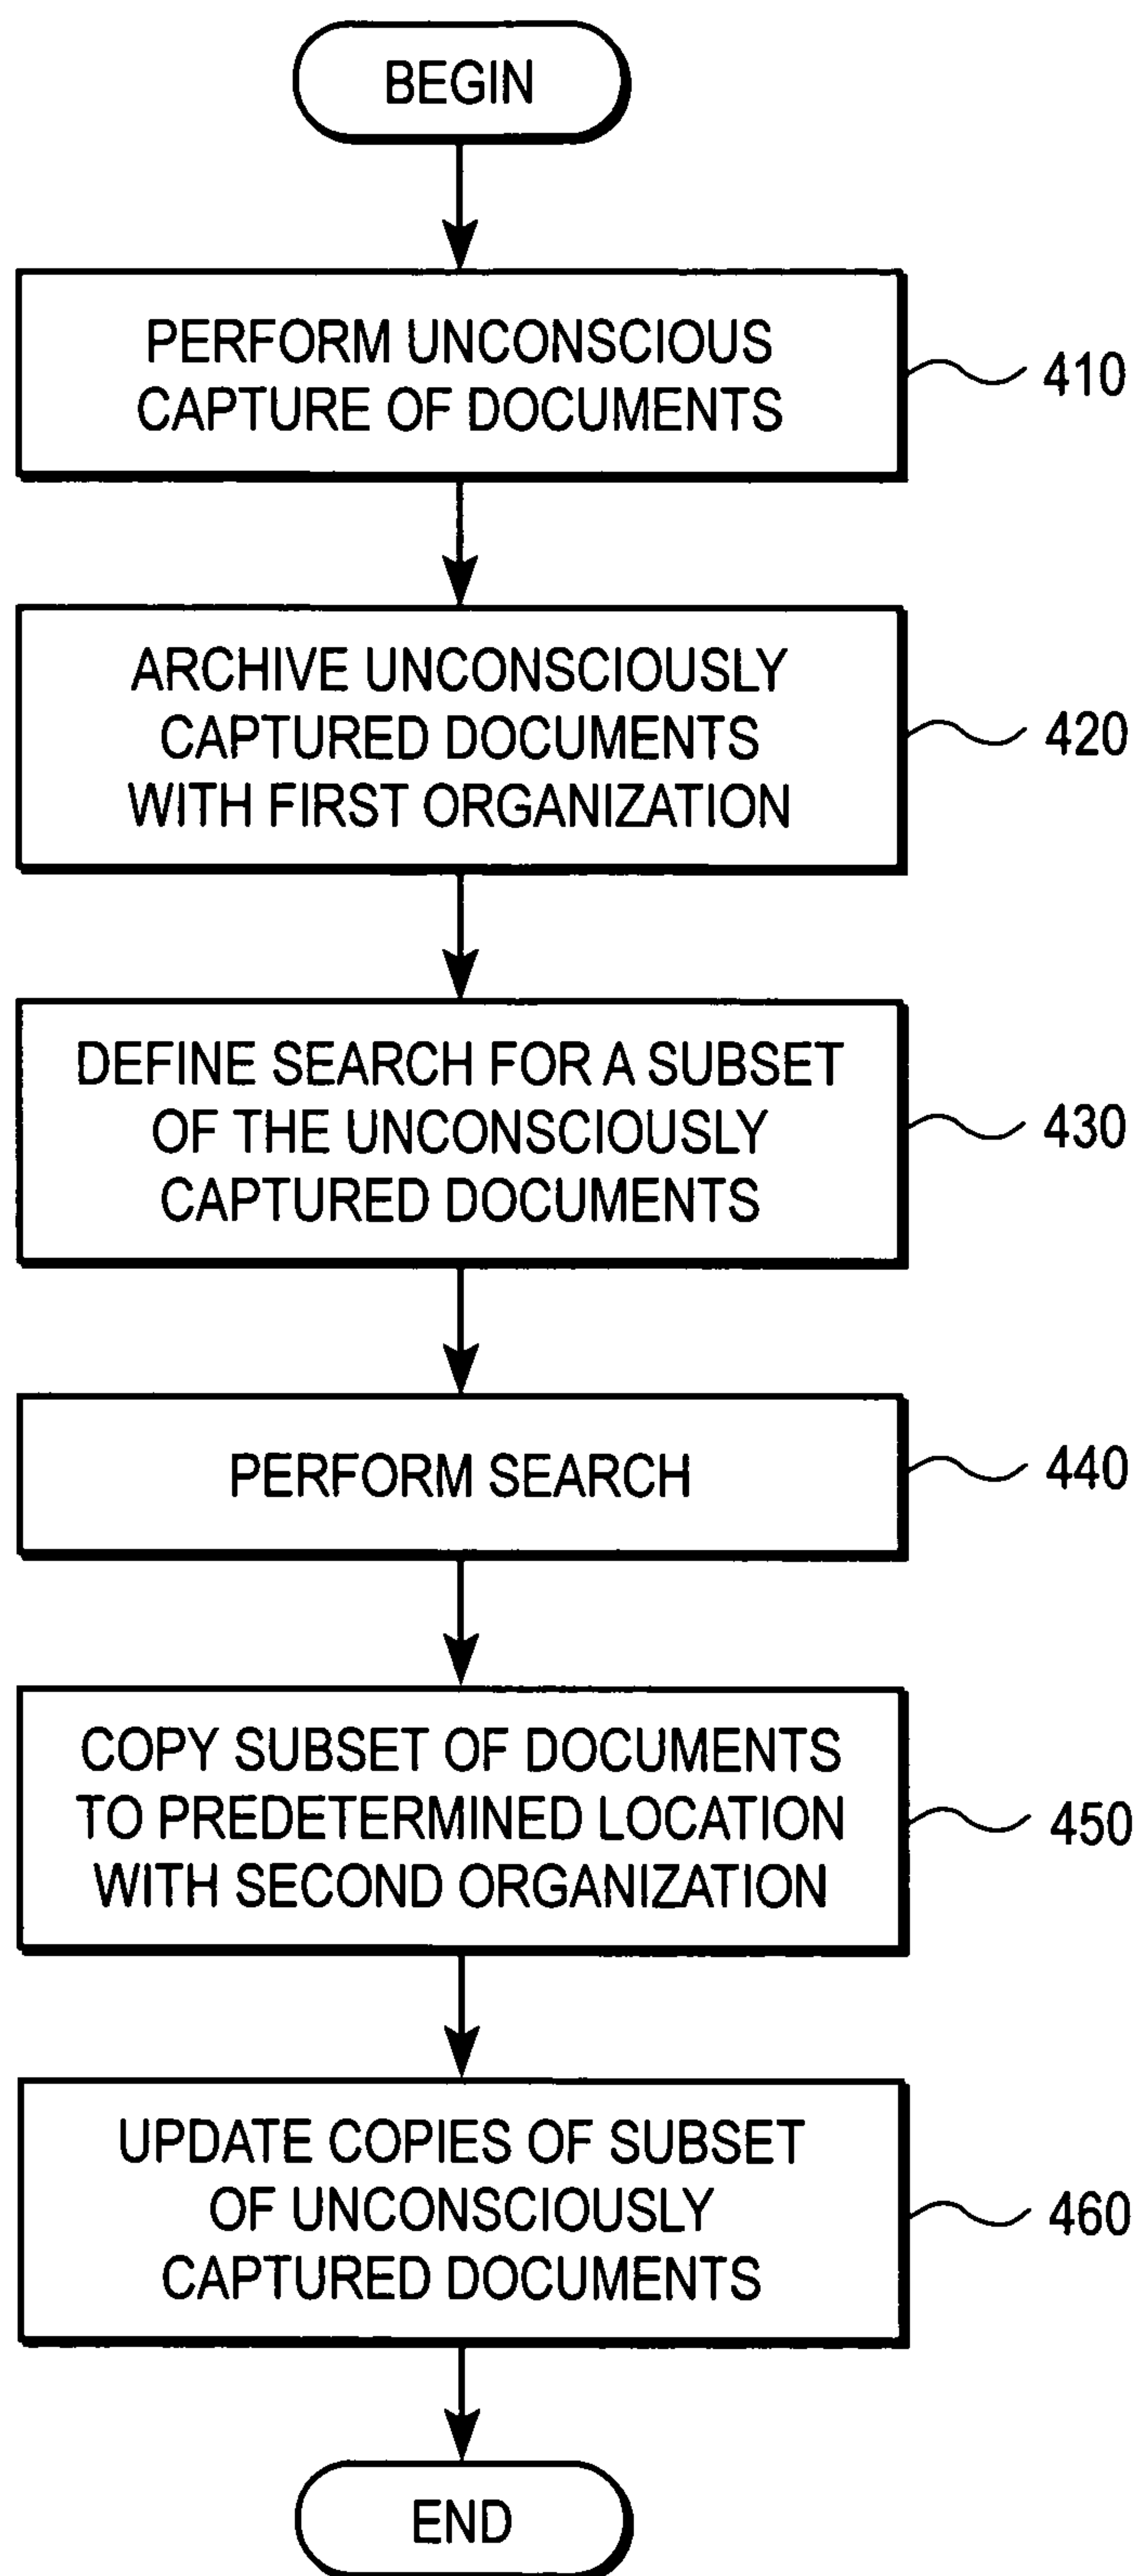 BEGIN
PERFORM UNCONSCIOUS
CAPTURE OF DOCUMENTS
410
ARCHIVE UNCONSCIOUSLY
CAPTURED DOCUMENTS
WITH FIRST ORGANIZATION
420
DEFINE SEARCH FOR A SUBSET
OF THE UNCONSCIOUSLY
CAPTURED DOCUMENTS
430
PERFORM SEARCH
440
COPY SUBSET OF DOCUMENTS
TO PREDETERMINED LOCATION
WITH SECOND ORGANIZATION
450
UPDATE COPIES OF SUBSET
OF UNCONSCIOUSLY
CAPTURED DOCUMENTS
460
END